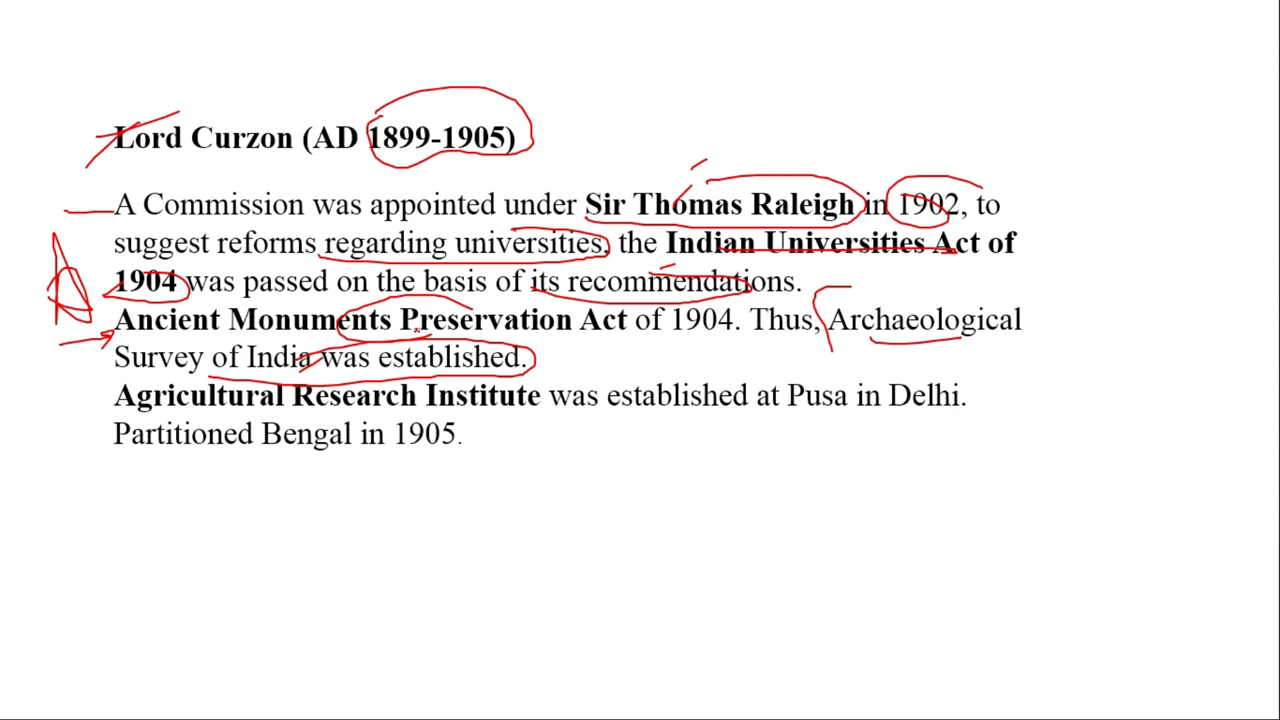 Lord Curzon (AD 1899-1905)
A Commission was appointed under Sir Thomas Raleigh in 1902, to
suggest reforms regarding universities, the Indian Universities Act of
1904 was passed on the basis of its recommendations.
Ancient Monuments Preservation Act of 1904. Thus, Archaeological
Survey of India was established.
Agricultural Research Institute was established at Pusa in Delhi.
Partitioned Bengal in 1905.